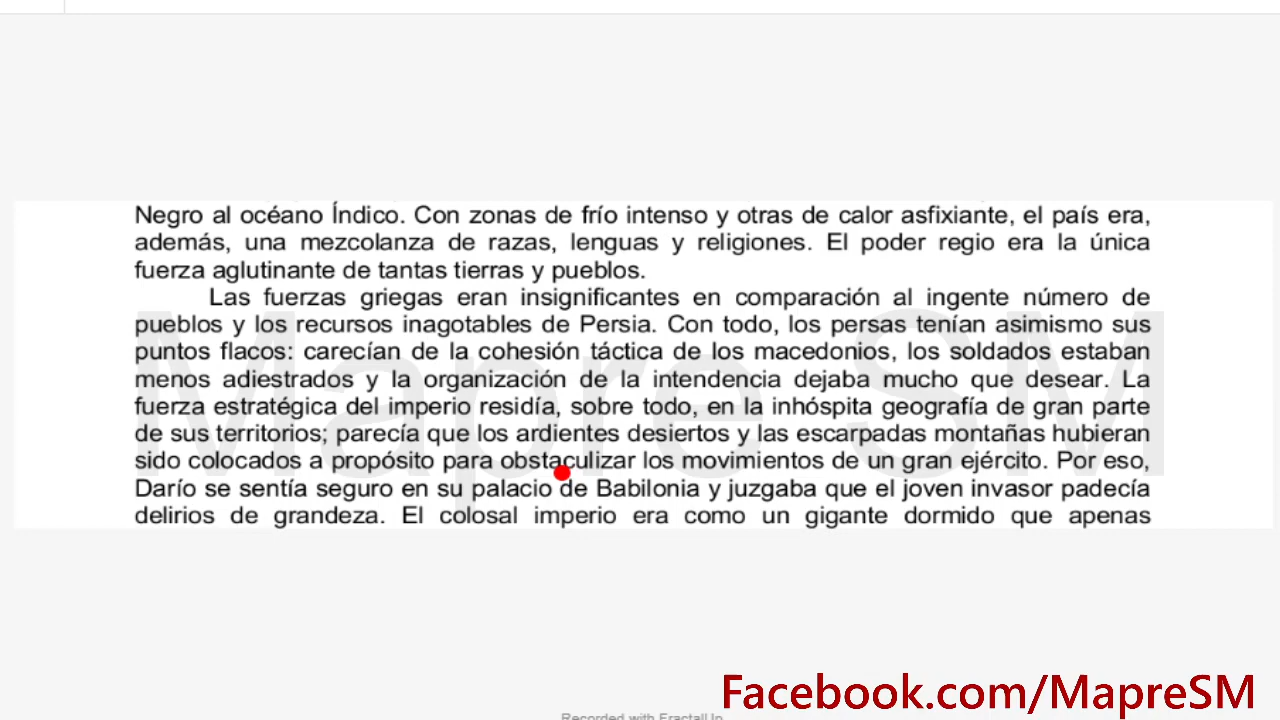 Negro al océano Índico. Con zonas de frío intenso y otras de calor asfixiante, el país era,
además, una mezcolanza de razas, lenguas y religiones. El poder regio era la única
fuerza aglutinante de tantas tierras y pueblos.
Las fuerzas griegas eran insignificantes en comparación al ingente número de
pueblos y los recursos inagotables de Persia. Con todo, los persas tenían asimismo sus
puntos flacos: carecían de la cohesión táctica de los macedonios, los soldados estaban
menos adiestrados y la organización de la intendencia dejaba mucho que desear. La
fuerza estratégica del imperio residía, sobre todo, en la inhóspita geografía de gran parte
de sus territorios; parecía que los ardientes desiertos y las escarpadas montañas hubieran
sido colocados a propósito para obstaculizar los movimientos de un gran ejército. Por eso,
Darío se sentía seguro en su palacio de Babilonia y juzgaba que el joven invasor padecía
delirios de grandeza. El colosal imperio era como un gigante dormido que apenas
Mapre SM
Facebook.com/MapreSM
Recorded with